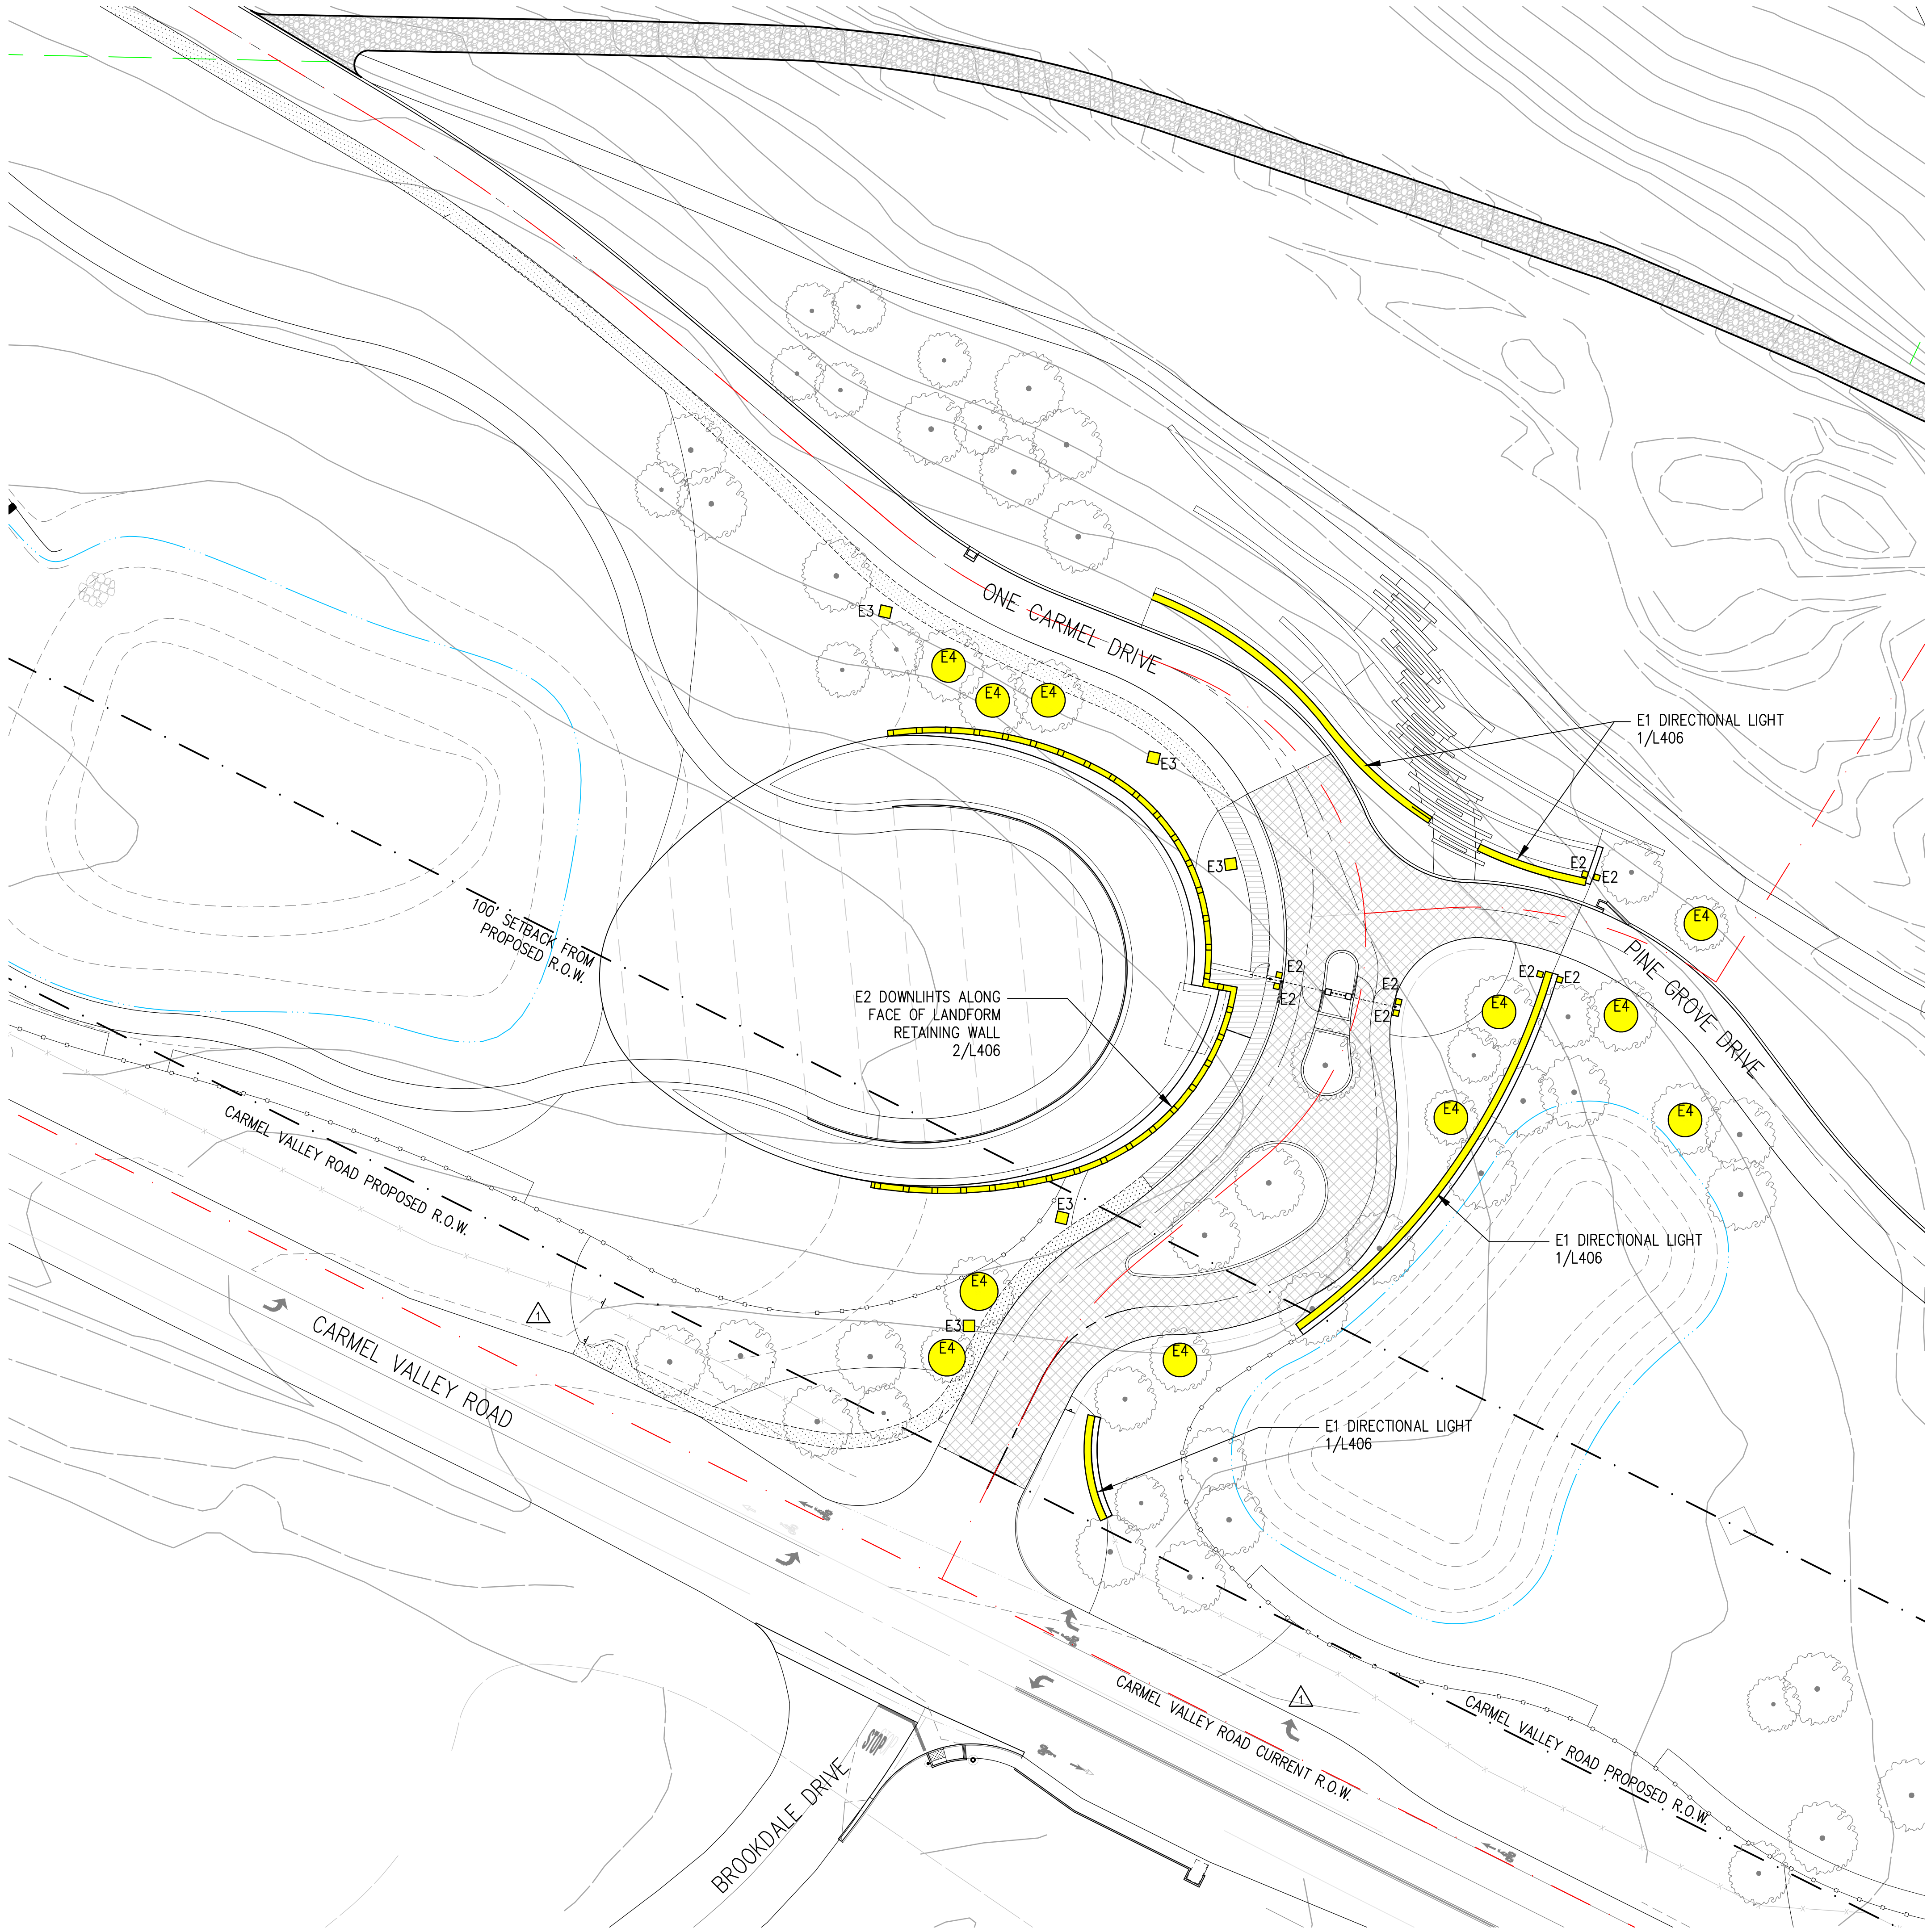 E3
E4
E4
E4
ONE CARMEL DRIVE
E3
E1 DIRECTIONAL LIGHT
1/L406
E3
E2
E2
E4
100' SETBACK FROM
PROPOSED R.O.W.
E2 DOWNLIHTS ALONG
FACE OF LANDFORM
RETAINING WALL
2/L406
E2
E2
E2
E2
E2
E2
E4
E4
PINE GROVE DRIVE
E4
E4
CARMEL VALLEY ROAD PROPOSED R.O.W.
E3
E1 DIRECTIONAL LIGHT
1/L406
E4
1
E3
E4
E4
CARMEL VALLEY ROAD
E1 DIRECTIONAL LIGHT
1/L406
CARMEL VALLEY ROAD CURRENT R.O.W.
1
CARMEL VALLEY ROAD PROPOSED R.O.W.
STOP
BROOKDALE DRIVE